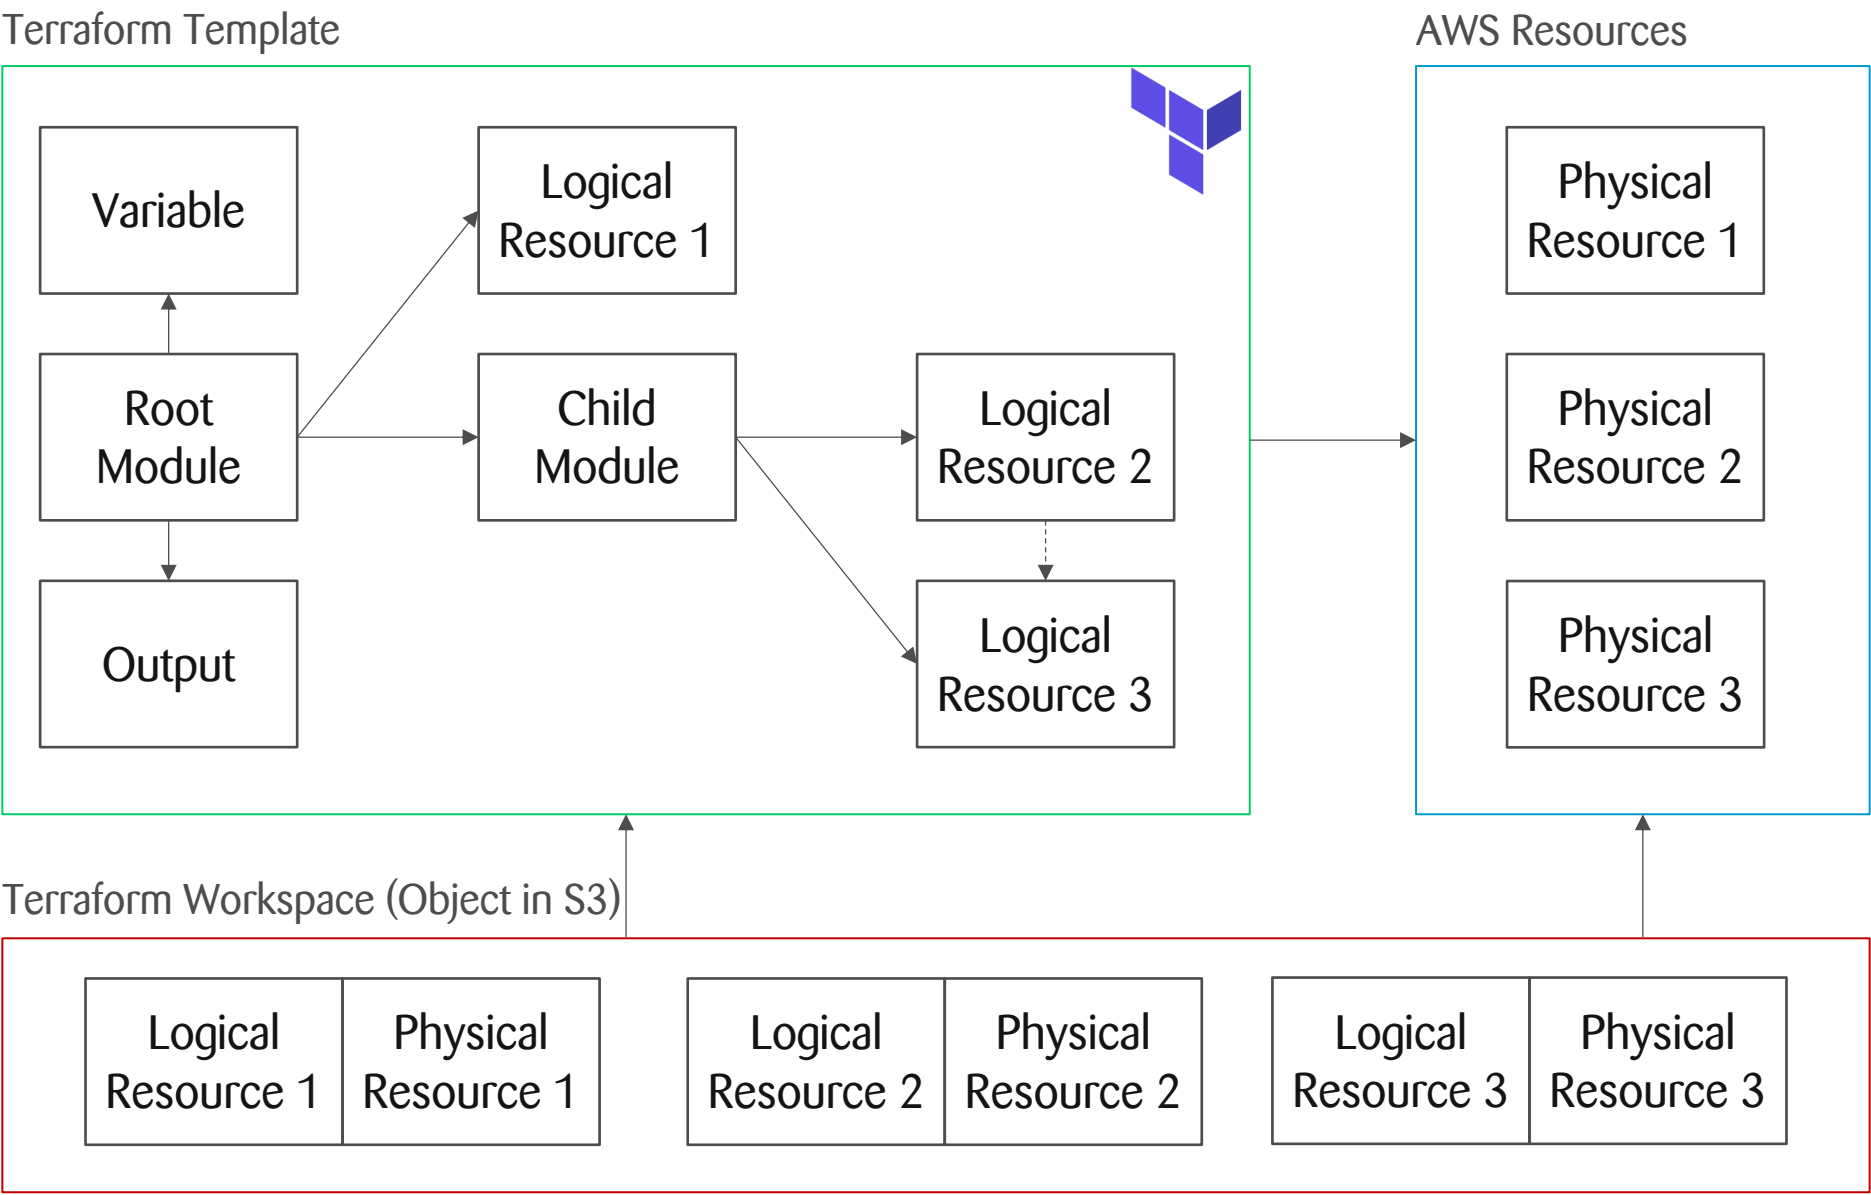 Terraform Template
AWS Resources
Variable
Logical
Resource 1
Physical
Resource 1
Root
Module
Child
Module
Logical
Resource 2
Physical
Resource 2
Output
Logical
Resource 3
Physical
Resource 3
Terraform Workspace (Object in S3)
Logical
Resource 1
Physical
Resource 1
Logical
Resource 2
Physical
Resource 2
Logical
Resource 3
Physical
Resource 3